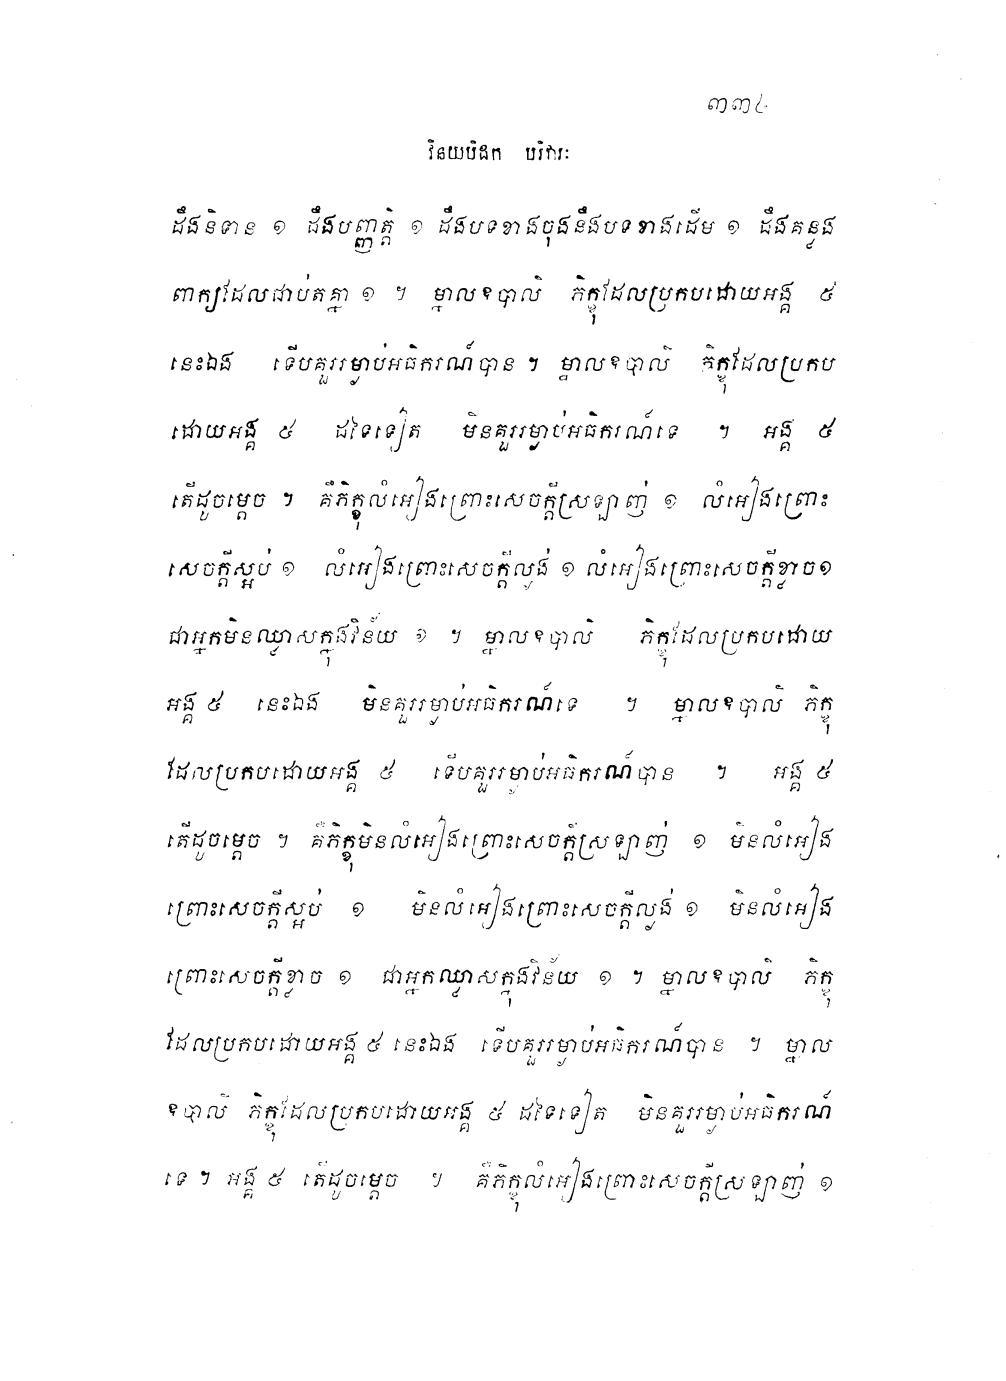 ៣៣៤
វិនយបិដក បរិវារៈ
ដឹងនិទាន ១ ដឹងបញ្ញត្តិ ១ ដឹងបទខាងចុងនឹងបទខាងដើម ១ ដឹងគន្លង
ពាក្យដែលជាប់តគ្នា ១ ។ ម្នាលឧបាលិ ភិក្ខុដែលប្រកបដោយអង្គ ៥
នេះឯង ទើបគួររម្ងាប់អធិករណ៍បាន ។ ម្នាលឧបាលិ ភិក្ខុដែលប្រកប
ដោយអង្គ ៥ ដទៃទៀត មិនគួររម្ងាប់អធិករណ៍ទេ ។ អង្គ ៥
តើដូចម្តេច ។ គឺភិក្ខុលំអៀងព្រោះសេចក្តីស្រឡាញ់ ១ លំអៀងព្រោះ
សេចក្តីស្អប់ ១ លំអៀងព្រោះសេចក្តីល្ងង់ ១ លំអៀងព្រោះសេចក្តីខ្លាច១
ជាអ្នកមិនឈ្លាសក្នុងវិន័យ ១ ។ ម្នាលឧបាលិ ភិក្ខុដែលប្រកបដោយ
អង្គ ៥ នេះឯង មិនគួររម្ងាប់អធិករណ៍ទេ ។ ម្នាលឧបាលិ ភិក្ខុ
ដែលប្រកបដោយអង្គ ៥ ទើបគួររម្ងាប់អធិករណ៍បាន ។ អង្គ ៥
តើដូចម្តេច ។ គឺភិក្ខុមិនលំអៀងព្រោះសេចក្តីស្រឡាញ់ ១ មិនលំអៀង
ព្រោះសេចក្តីស្អប់ ១ មិនលំអៀងព្រោះសេចក្តីល្ងង់ ១ មិនលំអៀង
ព្រោះសេចក្តីខ្លាច ១ ជាអ្នកឈ្លាសក្នុងវិន័យ ១ ។ ម្នាលឧបាលិ ភិក្ខុ
ដែលប្រកបដោយអង្គ ៥ នេះឯង ទើបគួររម្ងាប់អធិករណ៍បាន ។ ម្នាល
ឧបាលិ ភិក្ខុដែលប្រកបដោយអង្គ ៥ ដទៃទៀត មិនគួររម្ងាប់អធិករណ៍
ទេ ។ អង្គ ៥ តើដូចម្តេច ។ គឺភិក្ខុលំអៀងព្រោះសេចក្តីស្រឡាញ់ ១